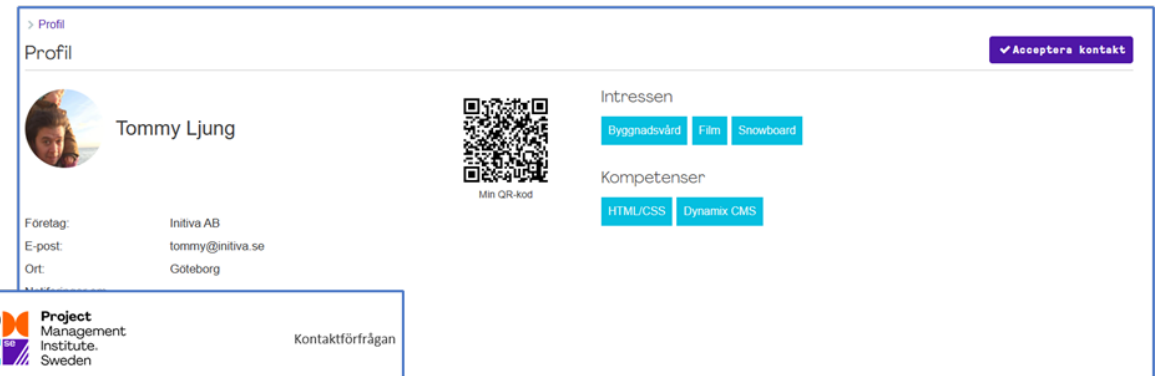 > Profil
Profil
✔Acceptera kontakt
Tommy Ljung
Min QR-kod
Intressen
Byggnadsvård Film Snowboard
Kompetenser
HTML/CSS Dynamix CMS
Företag: Initiva AB
E-post: tommy@initiva.se
Ort: Göteborg
se
Project
Management
Institute.
Sweden
Kontaktförfrågan